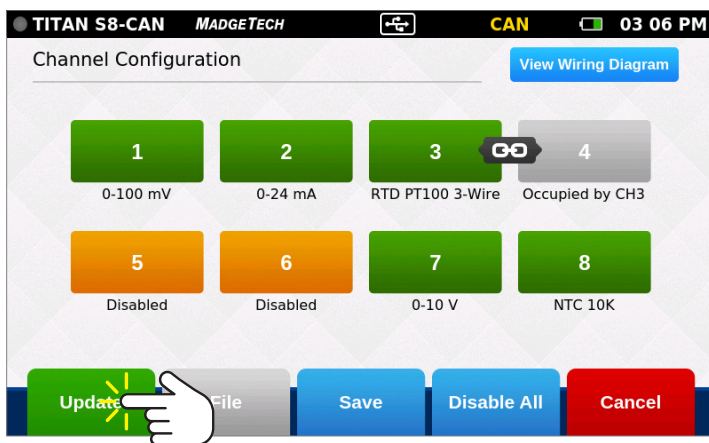 TITAN S8-CAN MADGETECH CAN 03 06 PM
Channel Configuration
View Wiring Diagram
1 2 3 4
0-100 mV 0-24 mA RTD PT100 3-Wire Occupied by CH3
5 6 7 8
Disabled Disabled 0-10 V NTC 10K
Update File Save Disable All Cancel